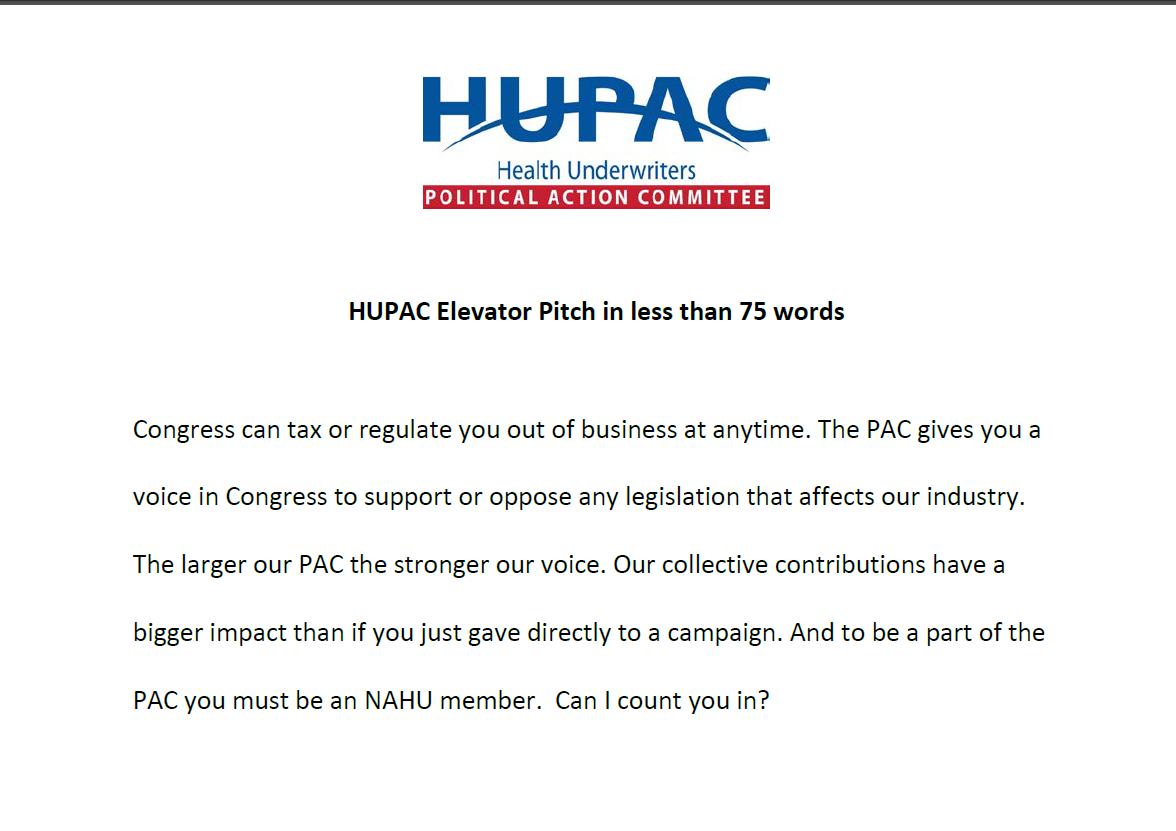 HUPAC
Health Underwriters
POLITICAL ACTION COMMITTEE
HUPAC Elevator Pitch in less than 75 words
Congress can tax or regulate you out of business at anytime. The PAC gives you a
voice in Congress to support or oppose any legislation that affects our industry.
The larger our PAC the stronger our voice. Our collective contributions have a
bigger impact than if you just gave directly to a campaign. And to be a part of the
PAC you must be an NAHU member.  Can I count you in?